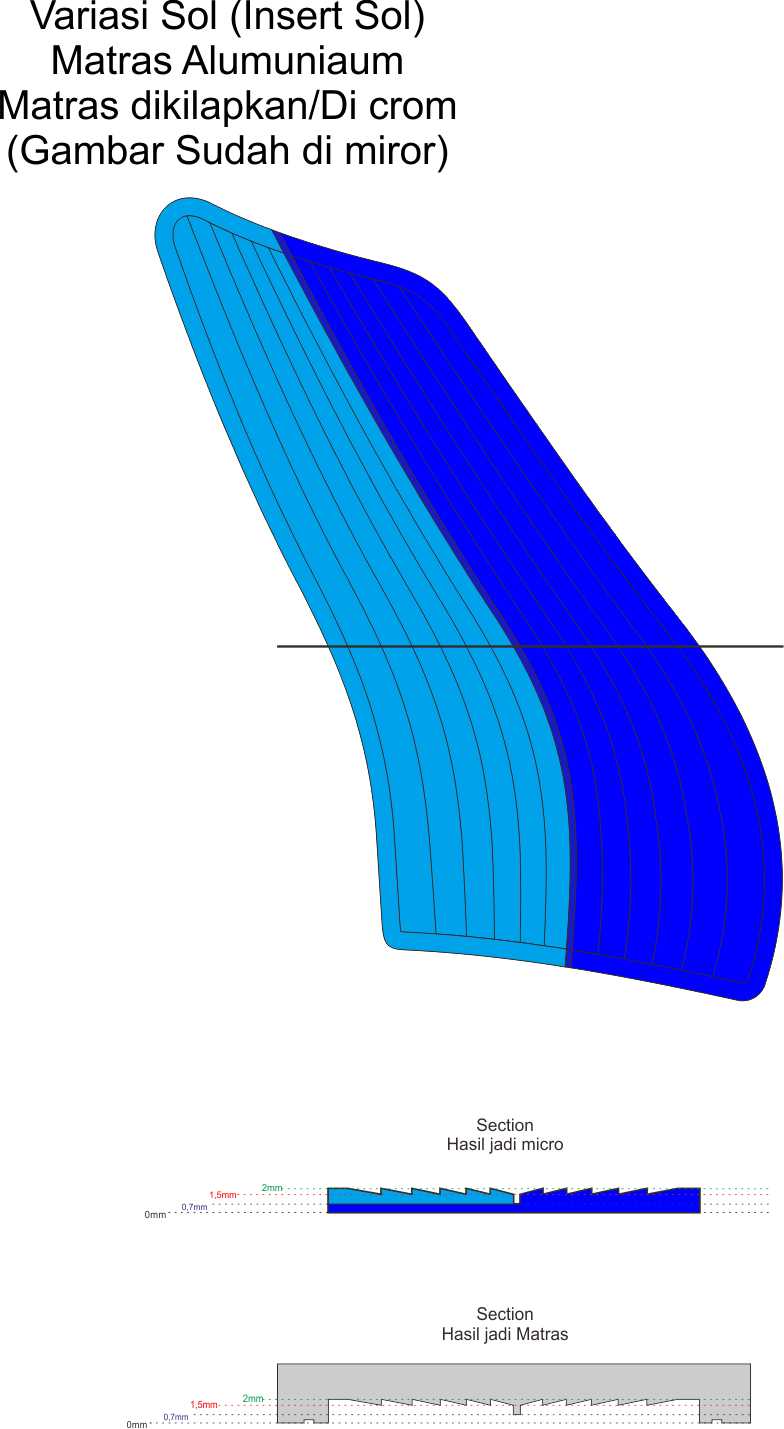 Variasi Sol (Insert Sol)
Matras Alumuniaum
Matras dikilapkan/Di crom
(Gambar Sudah di miror)
Section
Hasil jadi micro
2mm
1,5mm
0,7mm
0mm
Section
Hasil jadi Matras
2mm
1,5mm
0,7mm
0mm